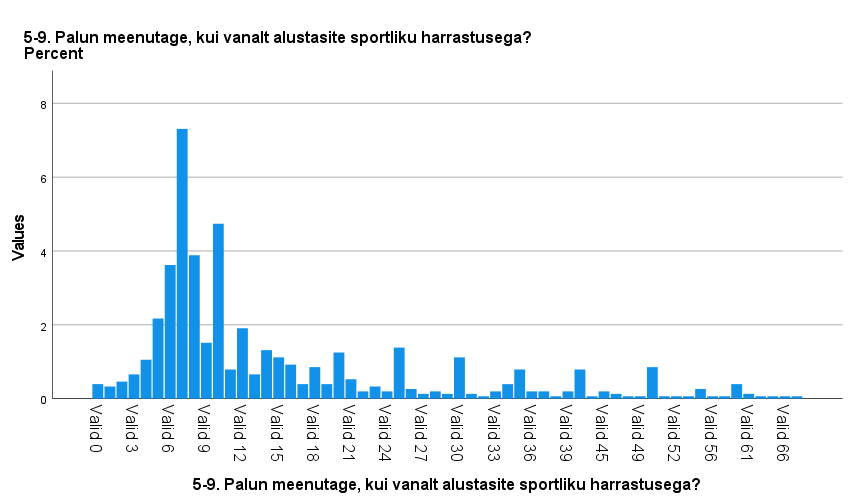 5-9. Palun meenutage, kui vanalt alustasite sportliku harrastusega?
Percent
8
6
4
2
0
Values
Valid 0
Valid 3
Valid 6
Valid 9
Valid 12
Valid 15
Valid 18
Valid 21
Valid 24
Valid 27
Valid 30
Valid 33
Valid 36
Valid 39
Valid 45
Valid 49
Valid 52
Valid 56
Valid 61
Valid 66
5-9. Palun meenutage, kui vanalt alustasite sportliku harrastusega?